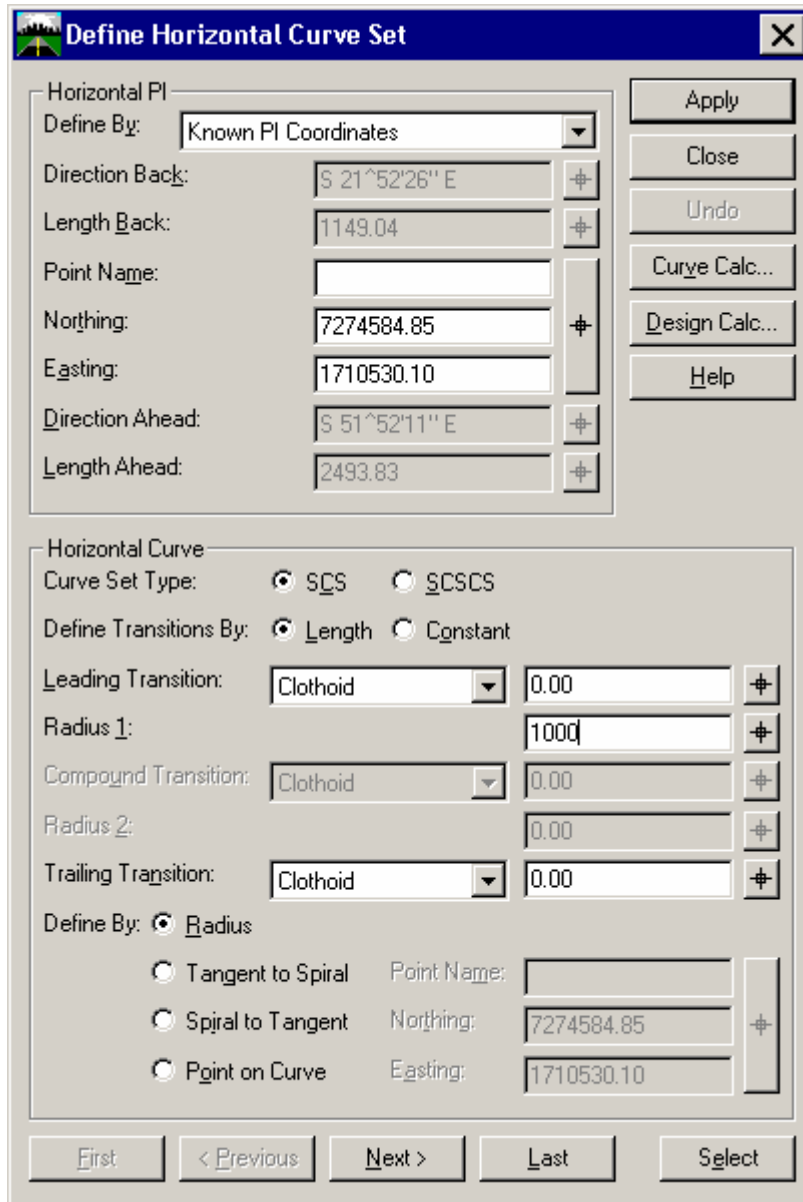 Define Horizontal Curve Set
Horizontal PI
Define By: Known PI Coordinates
Direction Back: S 21^52'26" E
Length Back: 1149.04
Point Name:
Northing: 7274584.85
Easting: 1710530.10
Direction Ahead: S 51^52'11" E
Length Ahead: 2493.83
Apply
Close
Undo
Curve Calc...
Design Calc...
Help
Horizontal Curve
Curve Set Type: SCS SCSCS
Define Transitions By: Length Constant
Leading Transition: Clothoid 0.00
Radius 1: 1000
Compound Transition: Clothoid 0.00
Radius 2: 0.00
Trailing Transition: Clothoid 0.00
Define By: Radius
Tangent to Spiral Point Name:
Spiral to Tangent Northing: 7274584.85
Point on Curve Easting: 1710530.10
First < Previous Next > Last Select